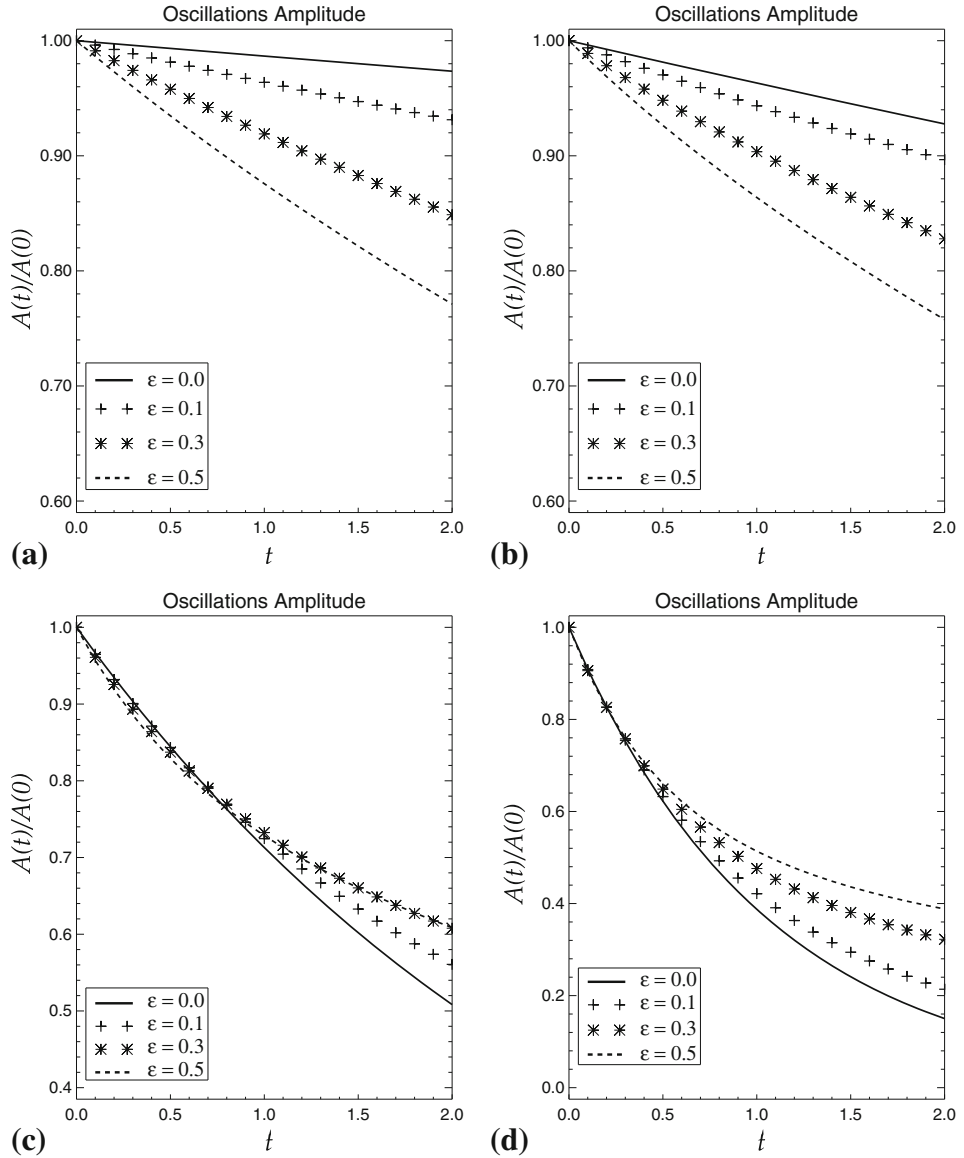 Oscillations Amplitude
A(t)/A(0)
1.00
0.90
0.80
0.70
0.60
ε = 0.0
ε = 0.1
ε = 0.3
ε = 0.5
0.0 0.5 1.0 1.5 2.0
t
(a)
Oscillations Amplitude
A(t)/A(0)
1.00
0.90
0.80
0.70
0.60
ε = 0.0
ε = 0.1
ε = 0.3
ε = 0.5
0.0 0.5 1.0 1.5 2.0
t
(b)
Oscillations Amplitude
A(t)/A(0)
1.0
0.9
0.8
0.7
0.6
0.5
0.4
ε = 0.0
ε = 0.1
ε = 0.3
ε = 0.5
0.0 0.5 1.0 1.5 2.0
t
(c)
Oscillations Amplitude
A(t)/A(0)
1.0
0.8
0.6
0.4
0.2
0.0
ε = 0.0
ε = 0.1
ε = 0.3
ε = 0.5
0.0 0.5 1.0 1.5 2.0
t
(d)